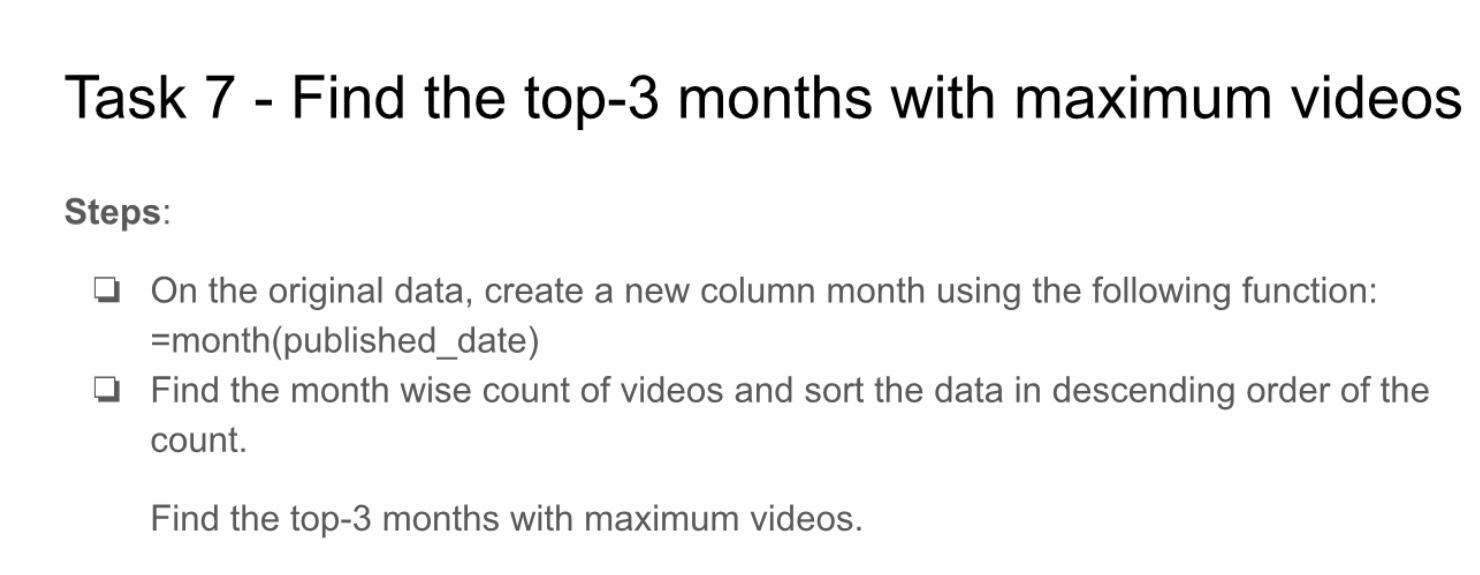 Task 7 - Find the top-3 months with maximum videos
Steps:
❏ On the original data, create a new column month using the following function:
=month(published_date)
❏ Find the month wise count of videos and sort the data in descending order of the
count.
Find the top-3 months with maximum videos.